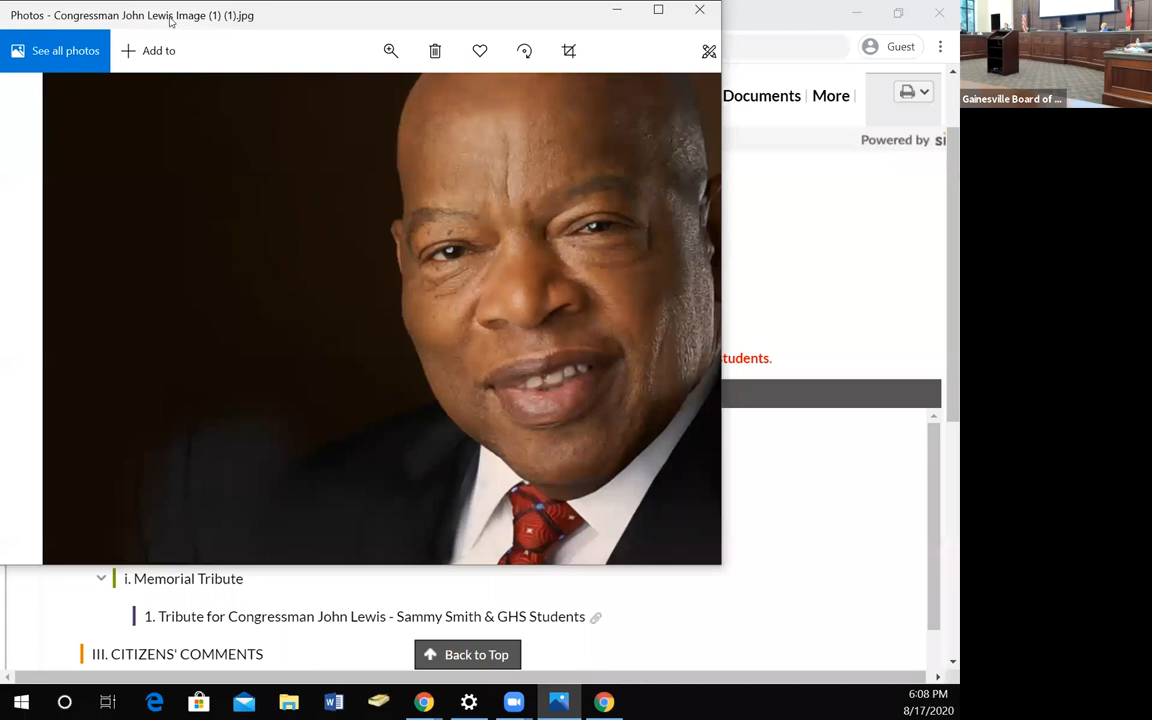 Photos - Congressman John Lewis Image (1) (1).jpg
See all photos
Add to
Guest
Documents
More
Powered by si
tudents.
i. Memorial Tribute
1. Tribute for Congressman John Lewis - Sammy Smith & GHS Students
III. CITIZENS' COMMENTS
Back to Top
Gainesville Board of ...
6:08 PM
8/17/2020